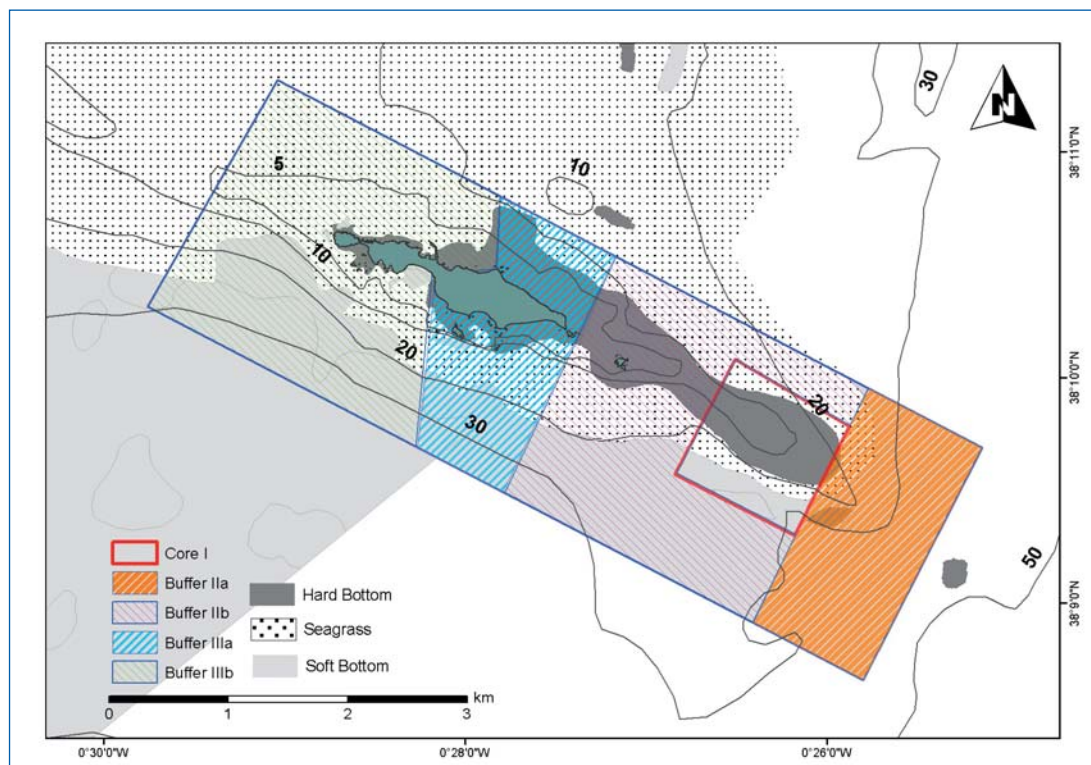 30
N
38°11'0"N
10
5
10
20
20
38°10'0"N
30
50
38°9'0"N
Core I
Buffer IIa
Buffer IIb
Buffer IIIa
Buffer IIIb
Hard Bottom
Seagrass
Soft Bottom
km
0 1 2 3
0°30'0"W 0°28'0"W 0°26'0"W